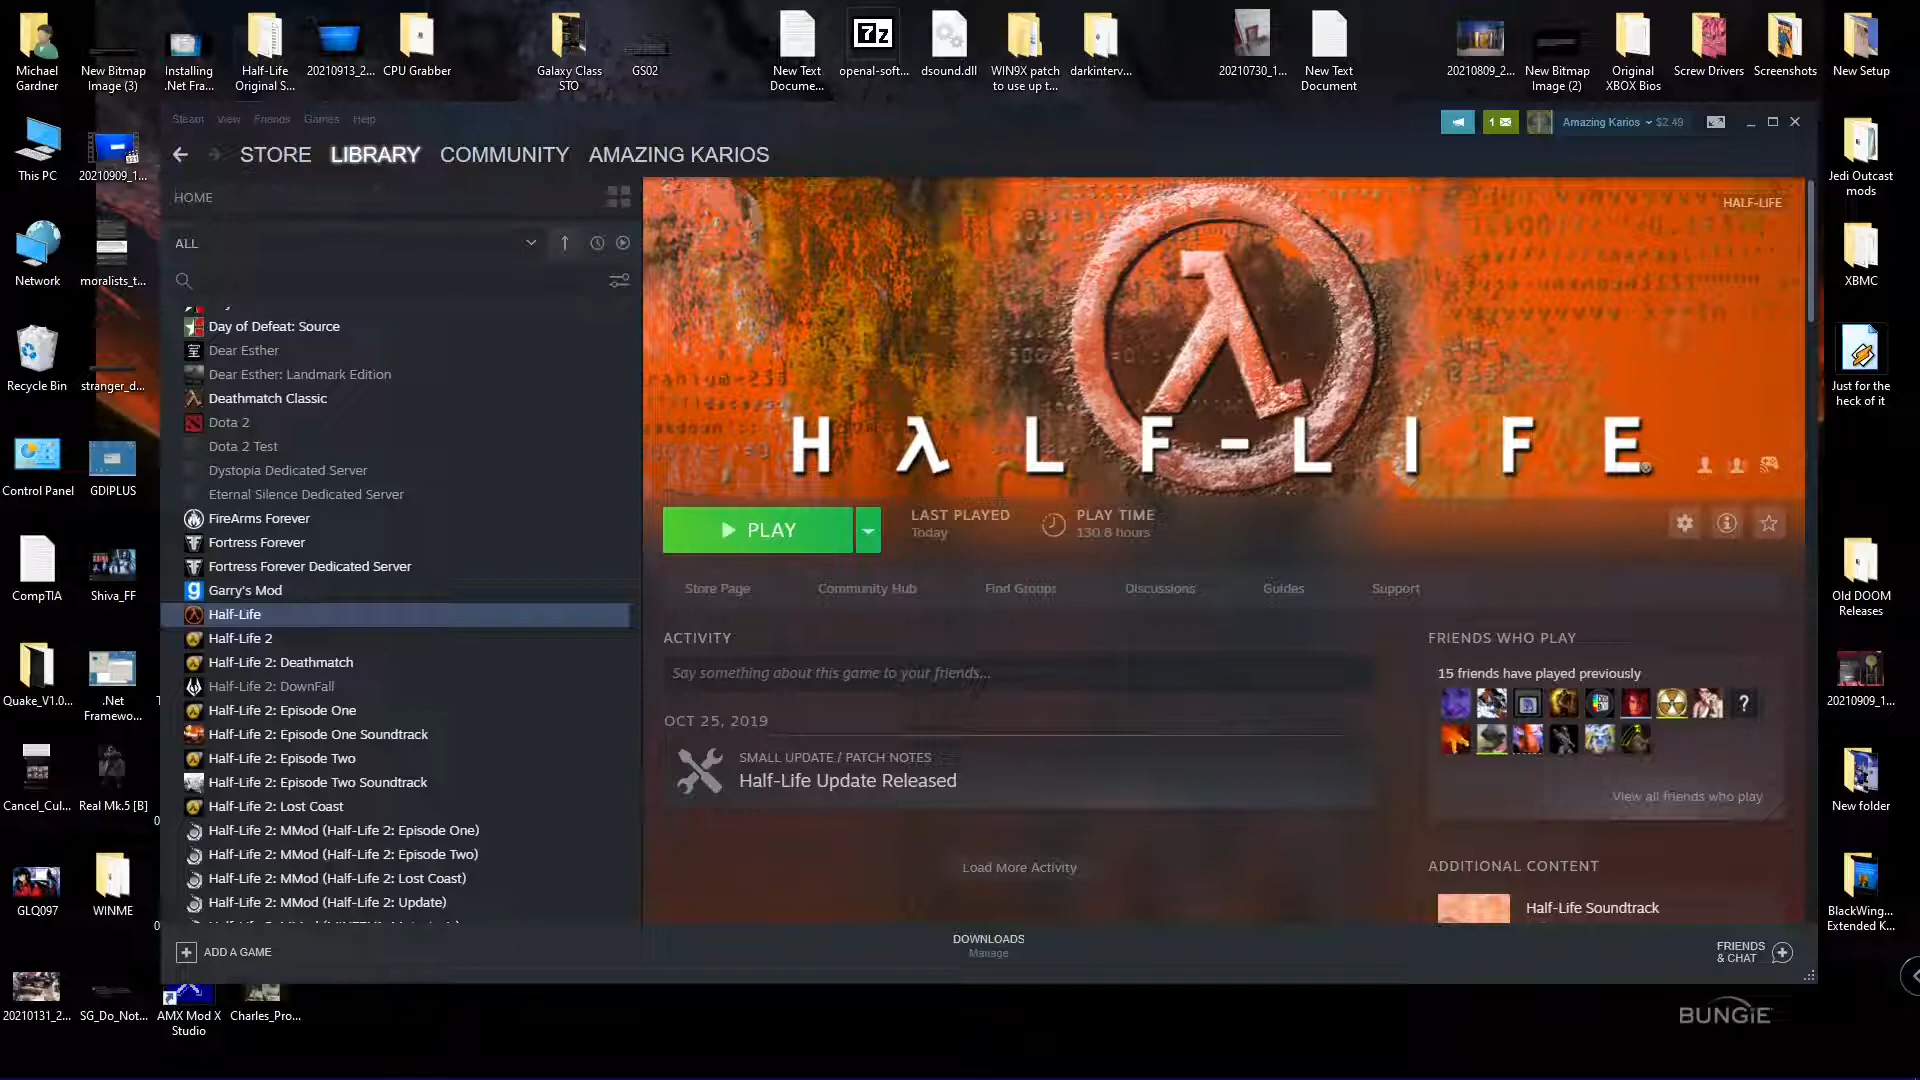 Michael
Gardner
New Bitmap
Image (3)
Installing
.Net Fra...
Half-Life
Original S...
20210913_2...
CPU Grabber
Galaxy Class
STO
GS02
New Text
Docume...
openal-soft...
dsound.dll
WIN9X patch
to use up t...
darkinterv...
20210730_1...
New Text
Document
20210809_2...
New Bitmap
Image (2)
Original
XBOX Bios
Screw Drivers
Screenshots
New Setup
Steam View Friends Games Help
1
Amazing Karios
$2.49
STORE LIBRARY COMMUNITY AMAZING KARIOS
This PC
20210909_1...
Jedi Outcast
mods
HOME
HALF-LIFE
ALL
Network
moralists_t...
XBMC
Day of Defeat: Source
Dear Esther
Dear Esther: Landmark Edition
Deathmatch Classic
Dota 2
Dota 2 Test
Dystopia Dedicated Server
Eternal Silence Dedicated Server
FireArms Forever
Fortress Forever
Fortress Forever Dedicated Server
Garry's Mod
Half-Life
Half-Life 2
Half-Life 2: Deathmatch
Half-Life 2: DownFall
Half-Life 2: Episode One
Half-Life 2: Episode One Soundtrack
Half-Life 2: Episode Two
Half-Life 2: Episode Two Soundtrack
Half-Life 2: Lost Coast
Half-Life 2: MMod (Half-Life 2: Episode One)
Half-Life 2: MMod (Half-Life 2: Episode Two)
Half-Life 2: MMod (Half-Life 2: Lost Coast)
Half-Life 2: MMod (Half-Life 2: Update)
HλLF-LIFE
PLAY
LAST PLAYED
Today
PLAY TIME
130.8 hours
Store Page
Community Hub
Find Groups
Discussions
Guides
Support
ACTIVITY
Say something about this game to your friends...
OCT 25, 2019
SMALL UPDATE / PATCH NOTES
Half-Life Update Released
Load More Activity
FRIENDS WHO PLAY
15 friends have played previously
?
View all friends who play
ADDITIONAL CONTENT
Half-Life Soundtrack
ADD A GAME
DOWNLOADS
Manage
FRIENDS
& CHAT
Recycle Bin
stranger_d...
Just for the
heck of it
Control Panel
GDIPLUS
CompTIA
Shiva_FF
Old DOOM
Releases
Quake_V1.0...
.Net
Framewo...
20210909_1...
Cancel_Cul...
Real Mk.5 [B]
New folder
GLQ097
WINME
BlackWing...
Extended K...
20210131_2...
SG_Do_Not...
AMX Mod X
Studio
Charles_Pro...
BUNGiE